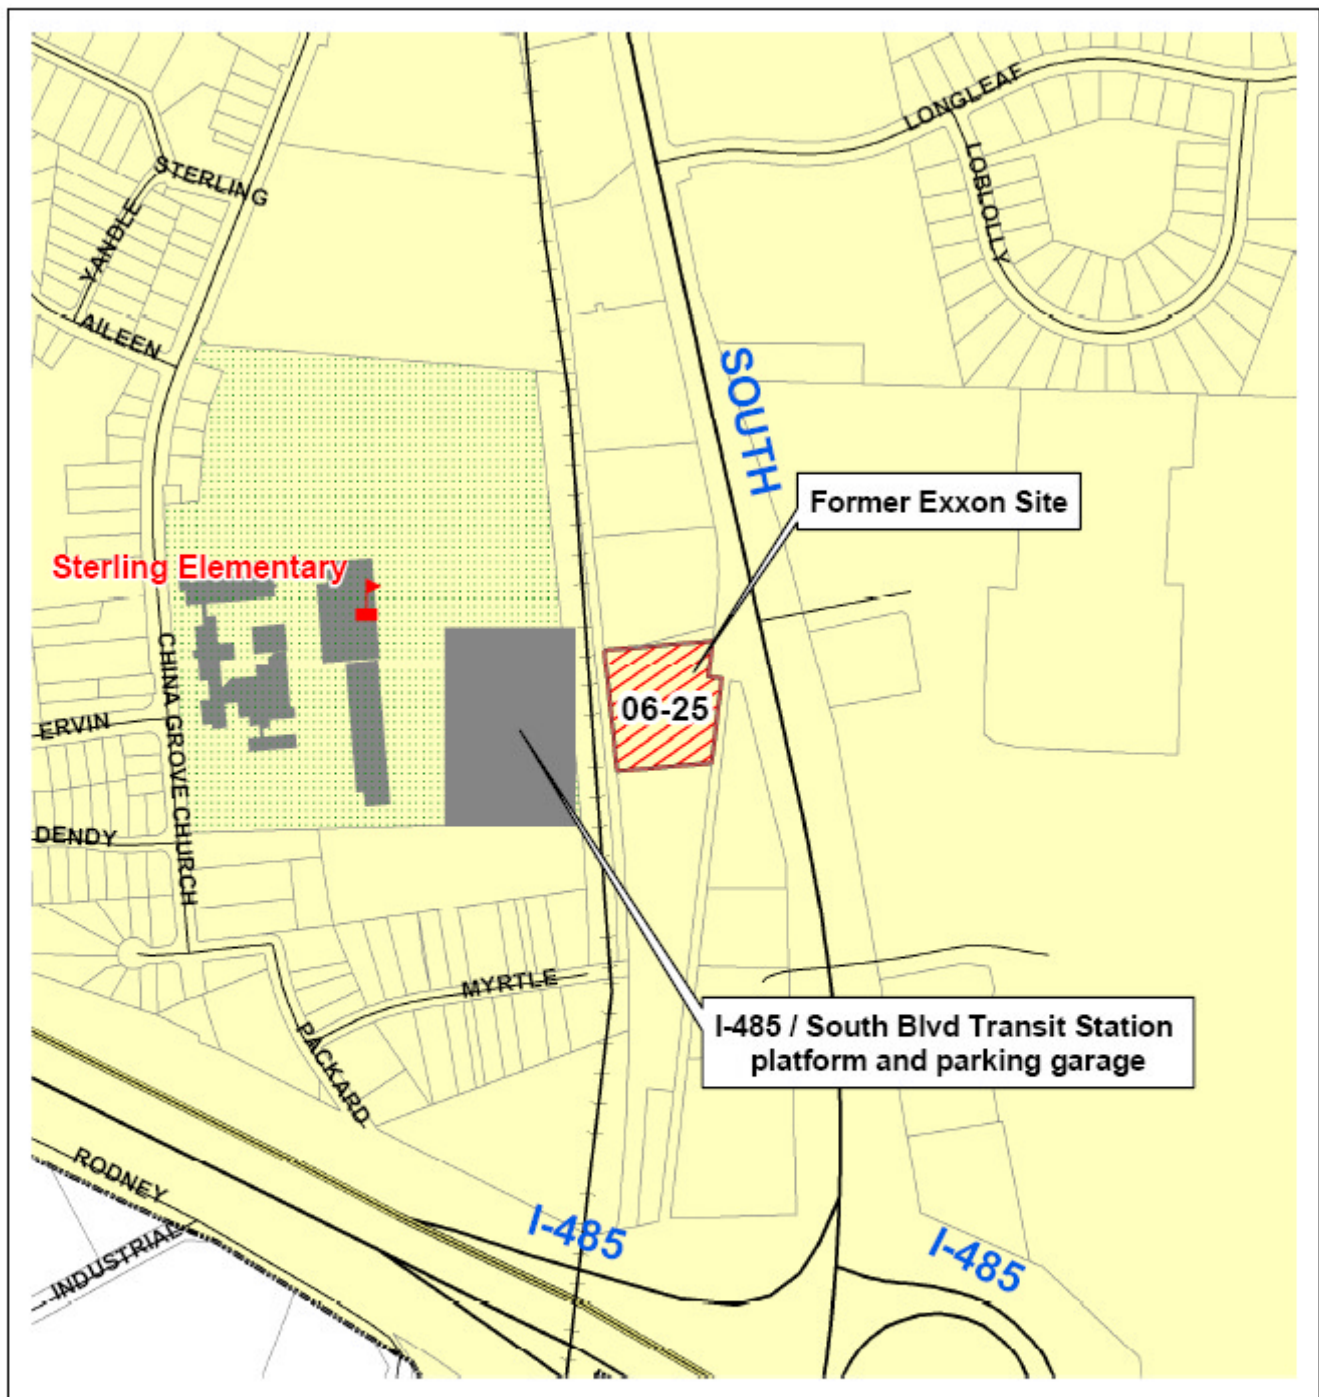 LONGLEAF
STERLING
LOBLOLLY
YANDLE
AILEEN
SOUTH
Former Exxon Site
Sterling Elementary
CHINA GROVE CHURCH
06-25
ERVIN
DENDY
MYRTLE
I-485 / South Blvd Transit Station
platform and parking garage
PACKARD
RODNEY
I-485
I-485
INDUSTRIAL